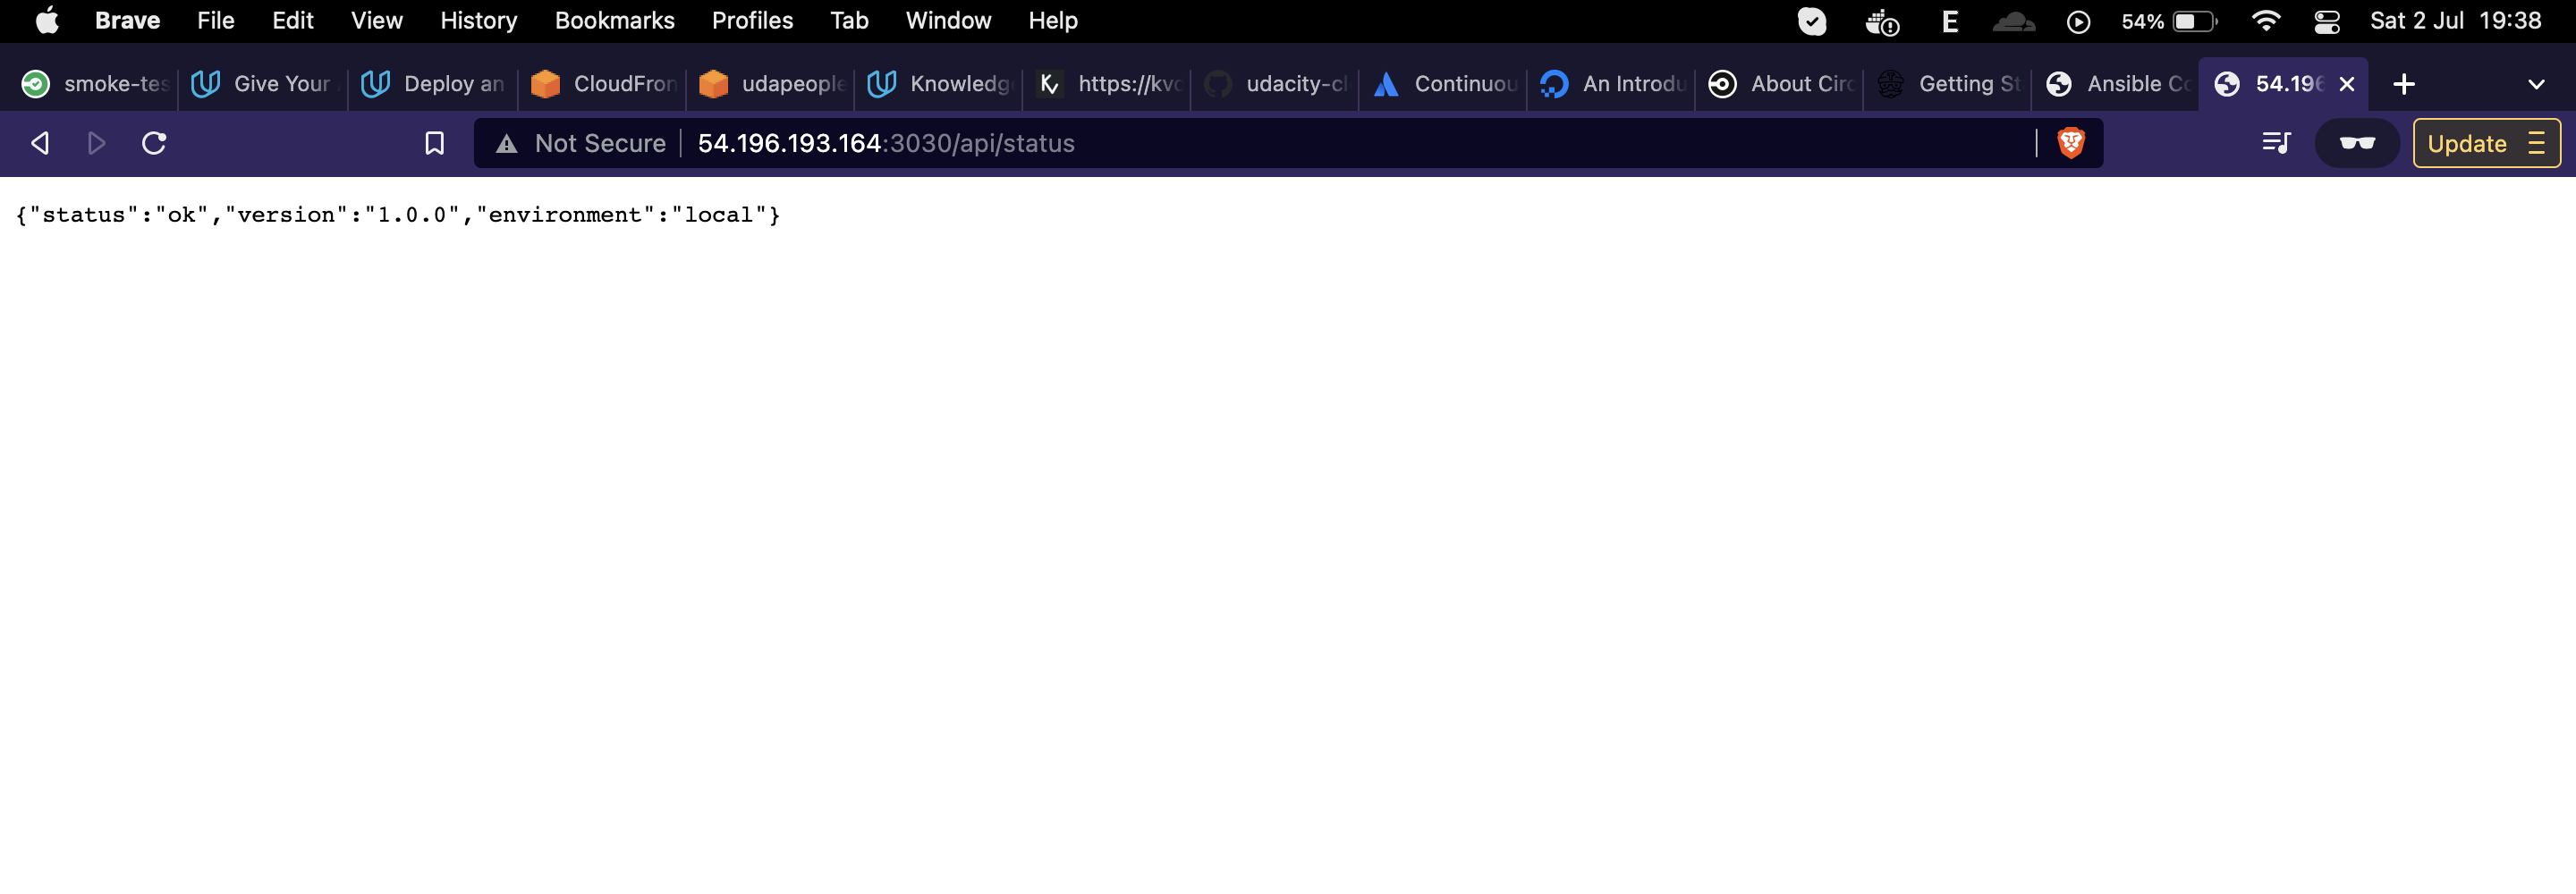 Brave File Edit View History Bookmarks Profiles Tab Window Help E 54% Sat 2 Jul 19:38
smoke-tes Give Your Deploy an CloudFron udapeople Knowledg https://kvd udacity-cl Continuou An Introdu About Circ Getting St Ansible Co 54.196
Not Secure 54.196.193.164:3030/api/status Update
{"status":"ok","version":"1.0.0","environment":"local"}